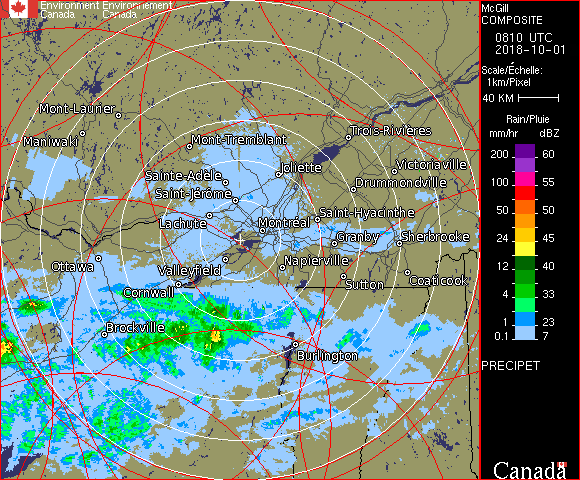 Environment Environnement
Canada Canada
McGill
COMPOSITE
0810 UTC
2018-10-01
Scale/Échelle:
1km/Pixel
40 KM
Rain/Pluie
mm/hr dBZ
200 60
100 55
50 50
24 45
12 40
4 33
1 23
0.1 7
PRECIPET
Canada
Mont-Laurier
Maniwaki
Mont-Tremblant
Trois-Rivières
Joliette
Victoriaville
Sainte-Adèle
Drummondville
Saint-Jérôme
Saint-Hyacinthe
Lachute
Montréal
Granby
Sherbrooke
Ottawa
Valleyfield
Napierville
Sutton
Coaticook
Cornwall
Brockville
Burlington